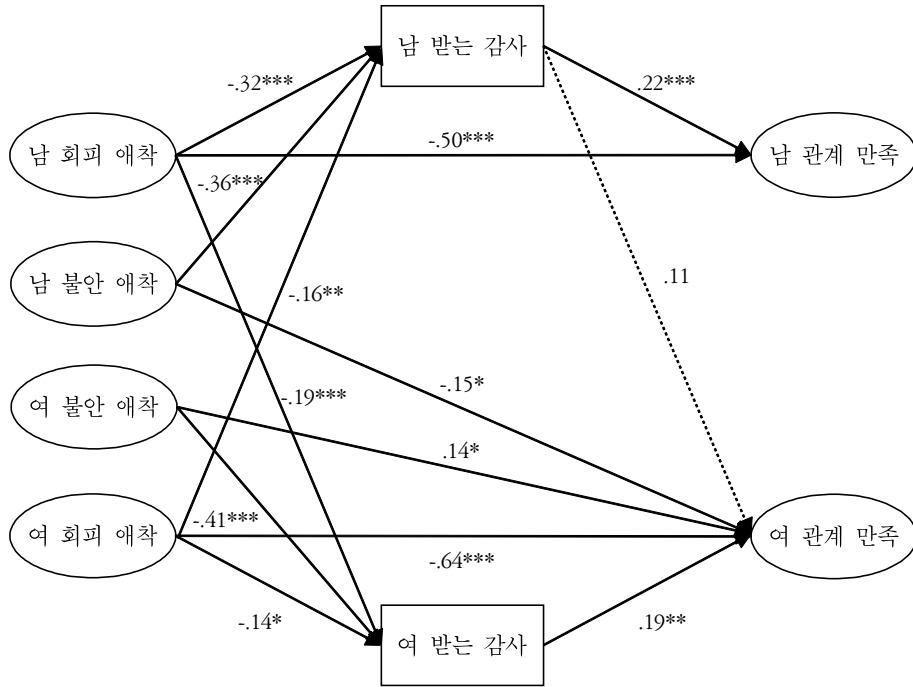 남 받는 감사
-.32***
.22***
남 회피 애착
-.50***
남 관계 만족
-.36***
남 불안 애착
-.16**
.11
-.15*
여 불안 애착
-.19***
.14*
여 회피 애착
-.41***
여 관계 만족
-.64***
-.14*
.19**
여 받는 감사